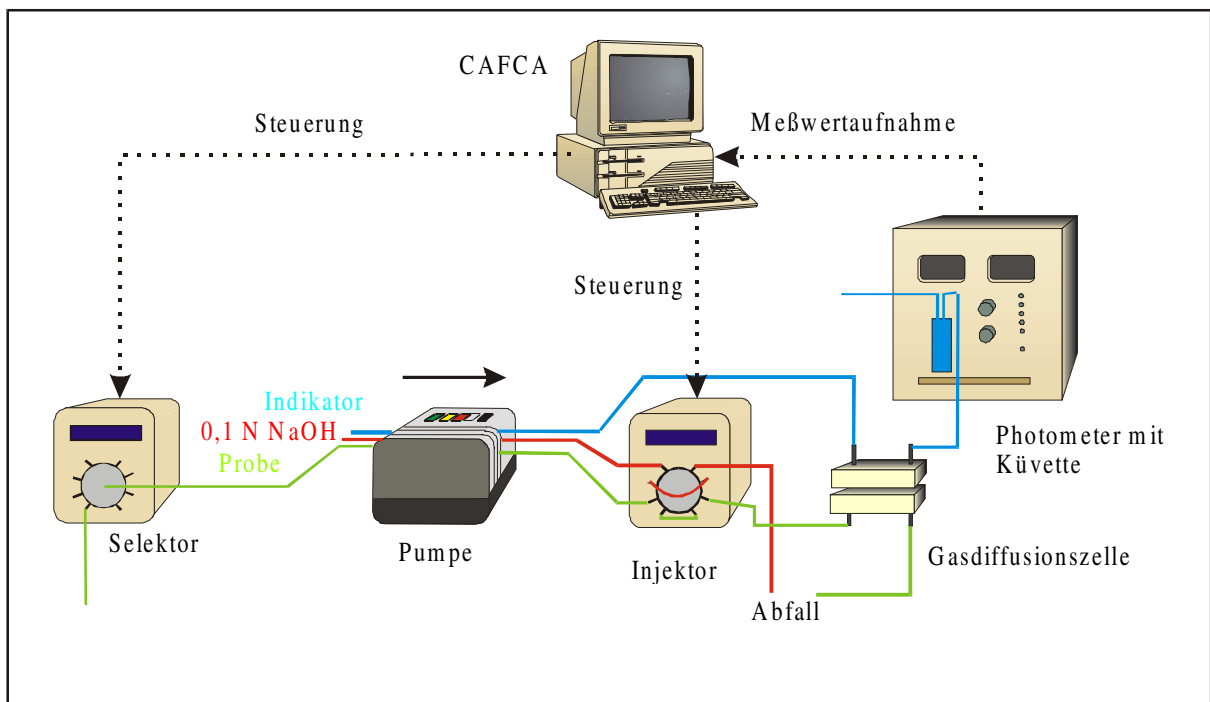 CAFCA
Steuerung
Meßwertaufnahme
Steuerung
Indikator
0,1 N NaOH
Probe
Photometer mit
Küvette
Selektor
Pumpe
Injektor
Gasdiffusionszelle
Abfall